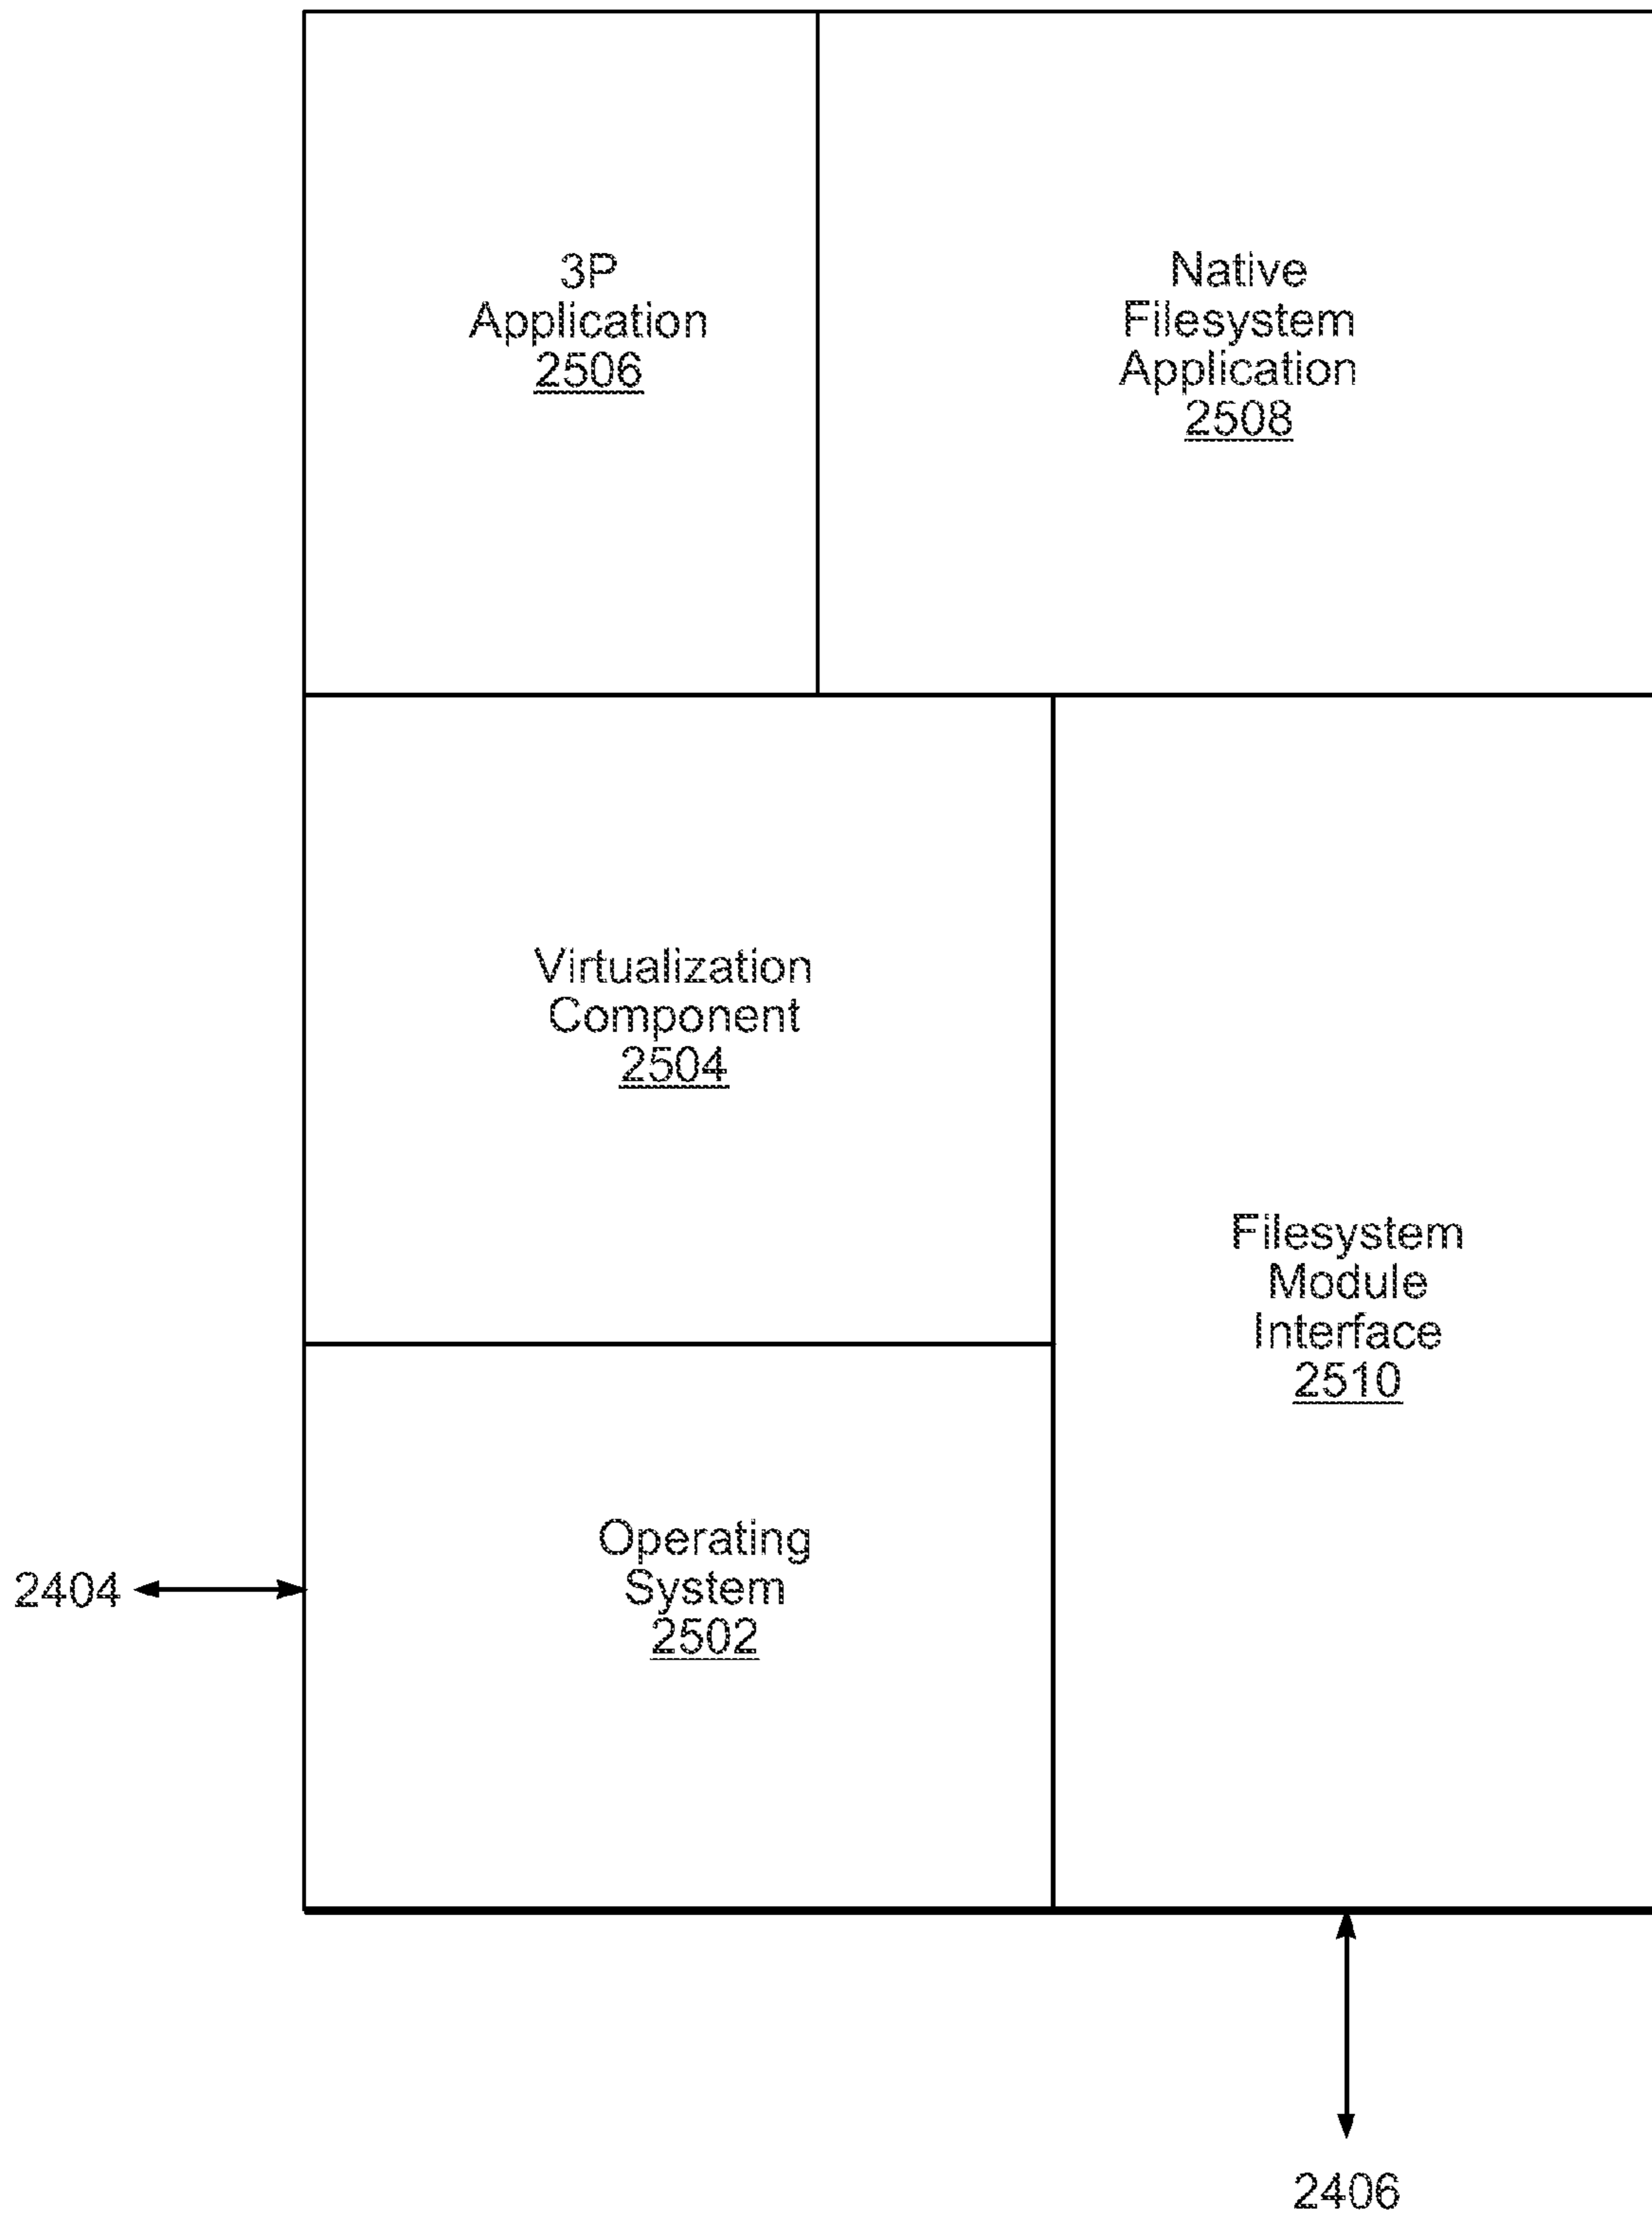 3P
Application
2506
Native
Filesystem
Application
2508
Virtualization
Component
2504
Filesystem
Module
Interface
2510
Operating
System
2502
2404
2406